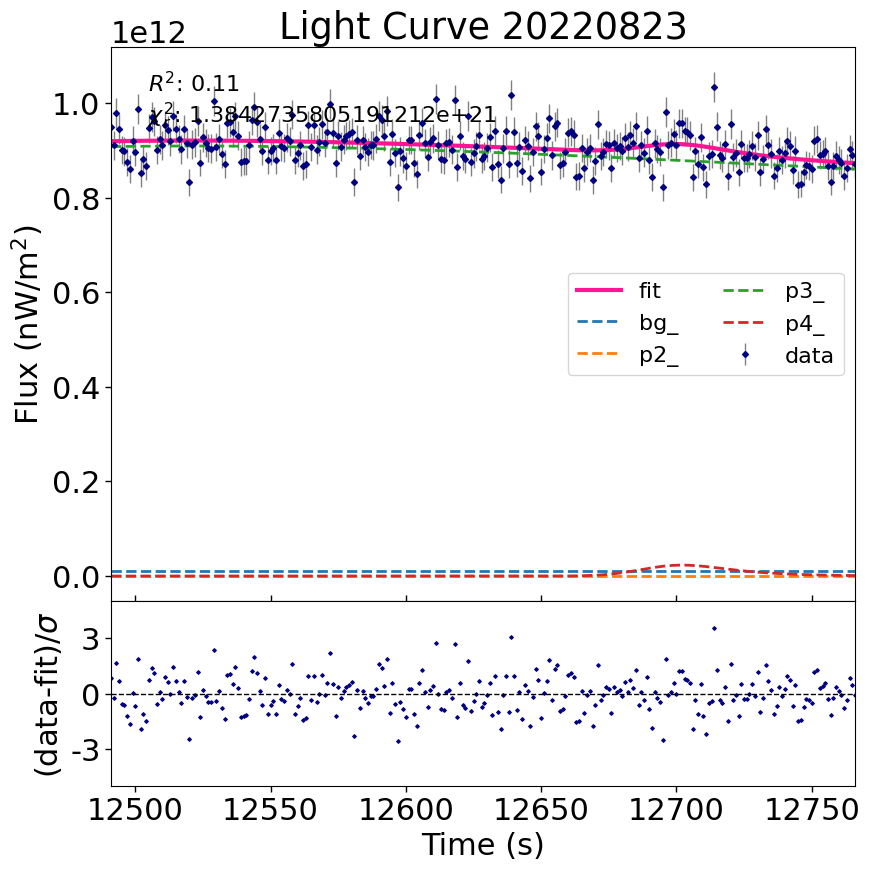 Light Curve 20220823
1e12
R²: 0.11
χ²: 1.3842735805191212e+21
1.0
0.8
0.6
0.4
0.2
0.0
Flux (nW/m²)
fit
bg_
p2_
p3_
p4_
data
3
0
-3
(data-fit)/σ
12500 12550 12600 12650 12700 12750
Time (s)